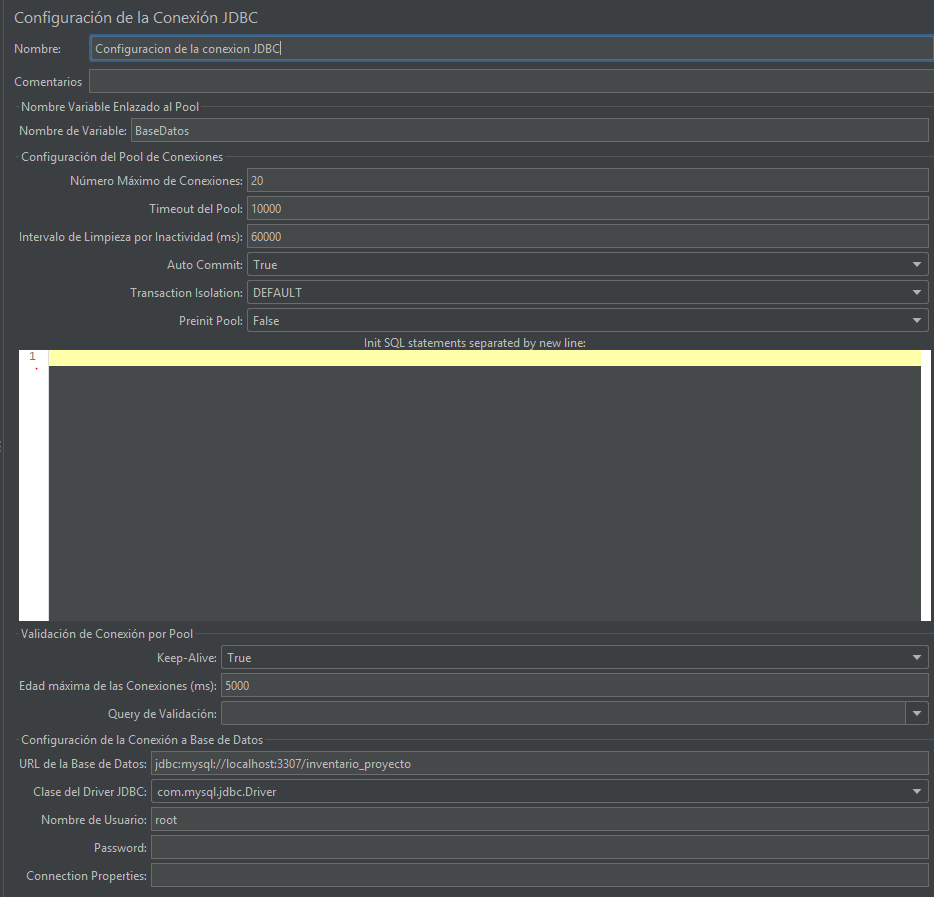 Configuración de la Conexión JDBC
Nombre: Configuracion de la conexion JDBC
Comentarios
Nombre Variable Enlazado al Pool
Nombre de Variable: BaseDatos
Configuración del Pool de Conexiones
Número Máximo de Conexiones: 20
Timeout del Pool: 10000
Intervalo de Limpieza por Inactividad (ms): 60000
Auto Commit: True
Transaction Isolation: DEFAULT
Preinit Pool: False
Init SQL statements separated by new line:
1
Validación de Conexión por Pool
Keep-Alive: True
Edad máxima de las Conexiones (ms): 5000
Query de Validación:
Configuración de la Conexión a Base de Datos
URL de la Base de Datos: jdbc:mysql://localhost:3307/inventario_proyecto
Clase del Driver JDBC: com.mysql.jdbc.Driver
Nombre de Usuario: root
Password:
Connection Properties: